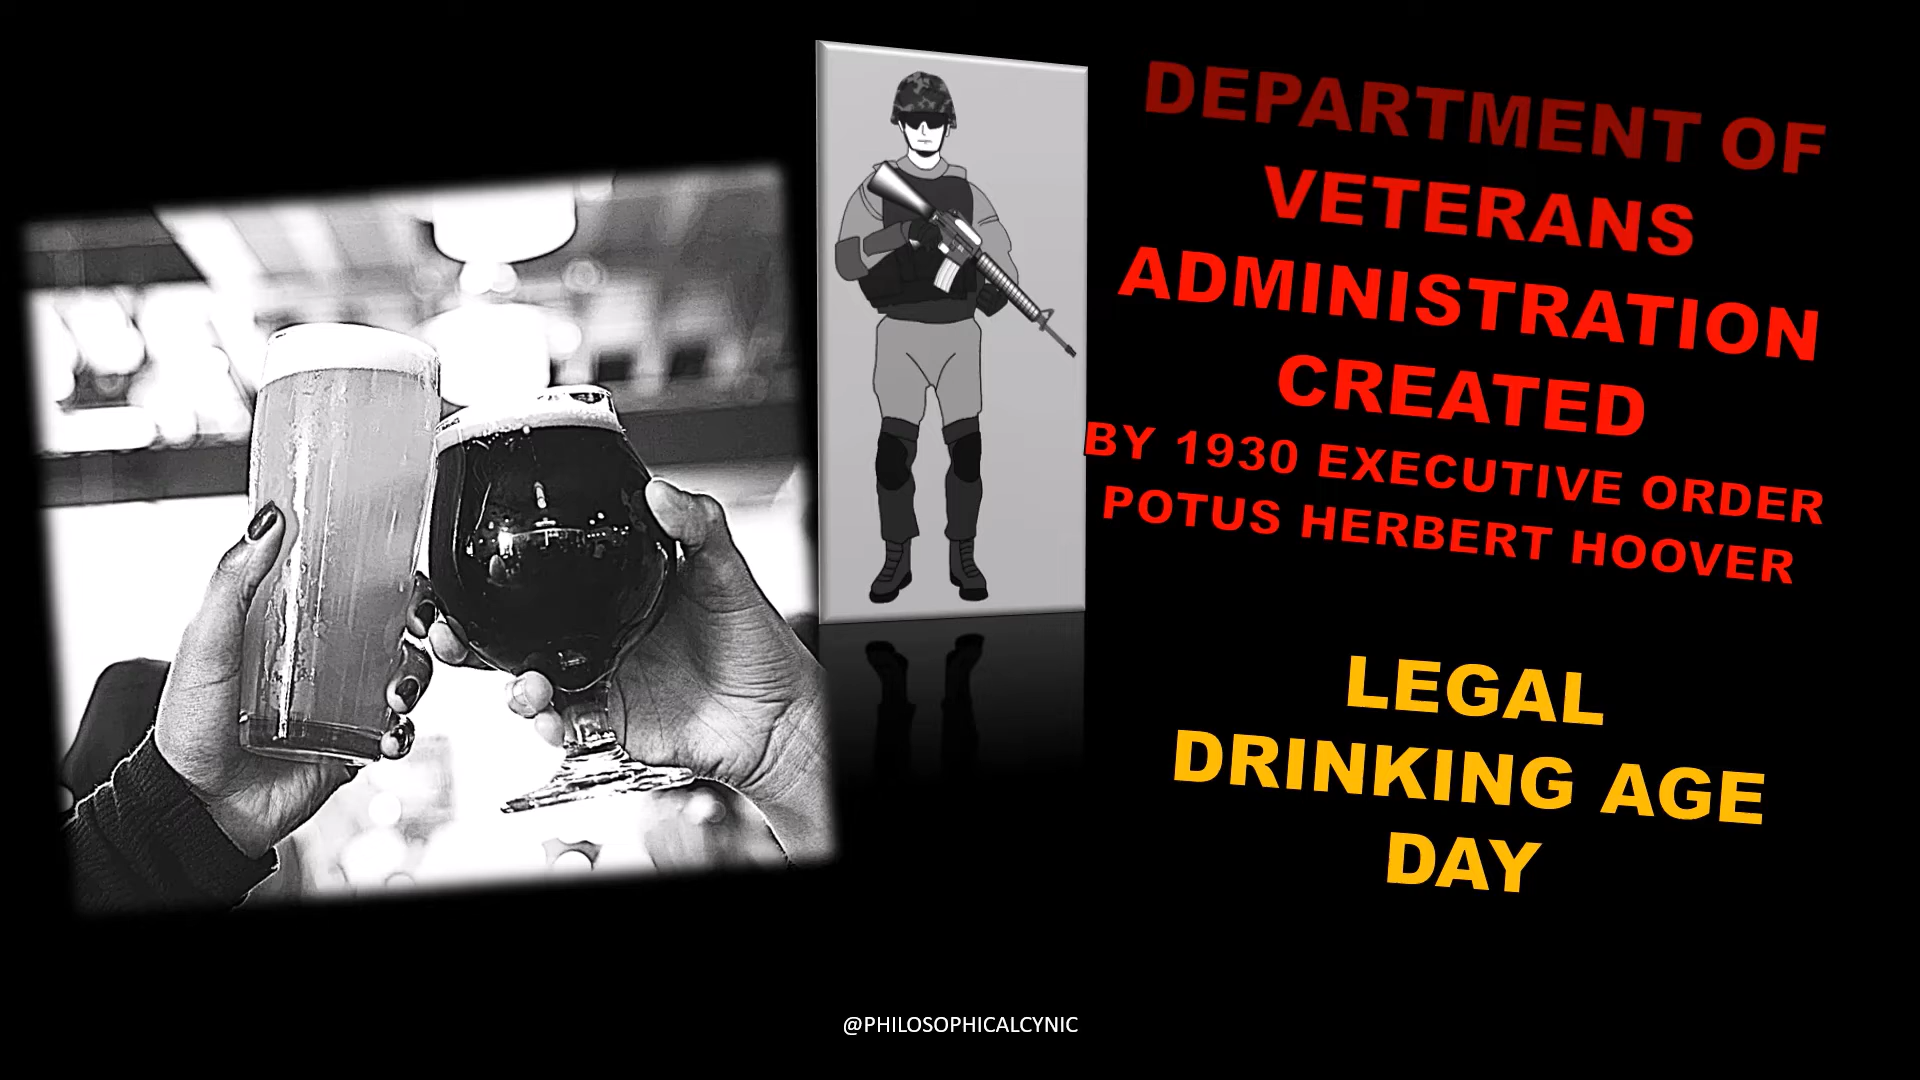 DEPARTMENT OF
VETERANS
ADMINISTRATION
CREATED
BY 1930 EXECUTIVE ORDER
POTUS HERBERT HOOVER
LEGAL
DRINKING AGE
DAY
@PHILOSOPHICALCYNIC